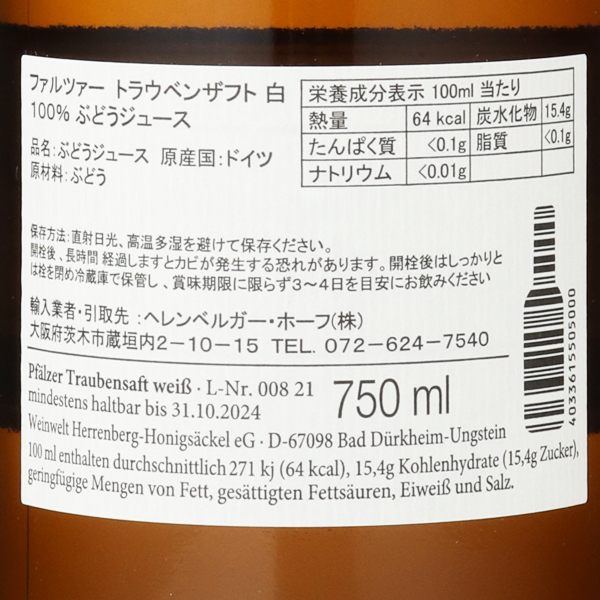 ファルツァー トラウベンザフト 白
100% ぶどうジュース
品名：ぶどうジュース 原産国：ドイツ
原材料：ぶどう
栄養成分表示 100ml 当たり
熱量 64 kcal 炭水化物 15.4g
たんぱく質 <0.1g 脂質 <0.1g
ナトリウム <0.01g
保存方法：直射日光、高温多湿を避けて保存ください。
開栓後、長時間 経過しますとカビが発生する恐れがあります。開栓後はしっかりと
は栓を閉め冷蔵庫で保管し、賞味期限に限らず3～4日を目安にお飲みください
輸入業者・引取先 ：ヘレンベルガー・ホーフ(株)
大阪府茨木市蔵垣内2－10－15 TEL. 072－624－7540
4033615505000
Pfälzer Traubensaft weiß · L-Nr. 008 21
mindestens haltbar bis 31.10.2024
750 ml
Weinwelt Herrenberg-Honigsäckel eG · D-67098 Bad Dürkheim-Ungstein
100 ml enthalten durchschnittlich 271 kj (64 kcal), 15,4g Kohlenhydrate (15,4g Zucker),
geringfügige Mengen von Fett, gesättigten Fettsäuren, Eiweiß und Salz.